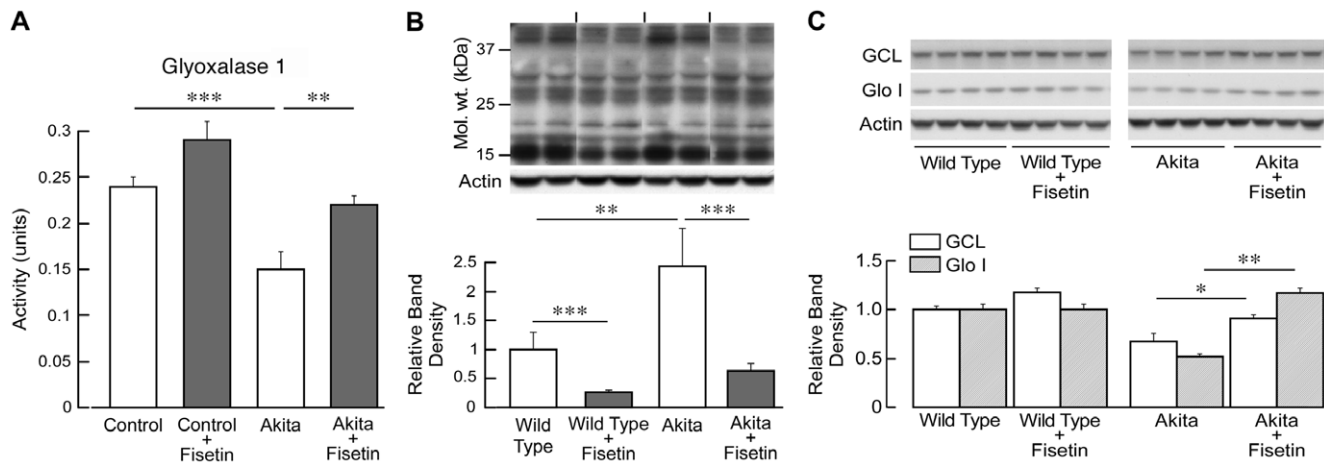 A
Glyoxalase 1
*** **
Activity (units)
0.3
0.25
0.2
0.15
0.1
0.05
0
Control
Control
+
Fisetin
Akita
Akita
+
Fisetin
B
Mol. wt. (kDa)
37
25
15
Actin
** ***
***
Relative Band
Density
2.5
2
1.5
1
0.5
0
Wild
Type
Wild Type
+
Fisetin
Akita
Akita
+
Fisetin
C
GCL
Glo I
Actin
Wild Type
Wild Type
+
Fisetin
Akita
Akita
+
Fisetin
GCL
Glo I
**
*
Relative Band
Density
1.5
1.0
0.5
0
Wild Type
Wild Type
+
Fisetin
Akita
Akita
+
Fisetin